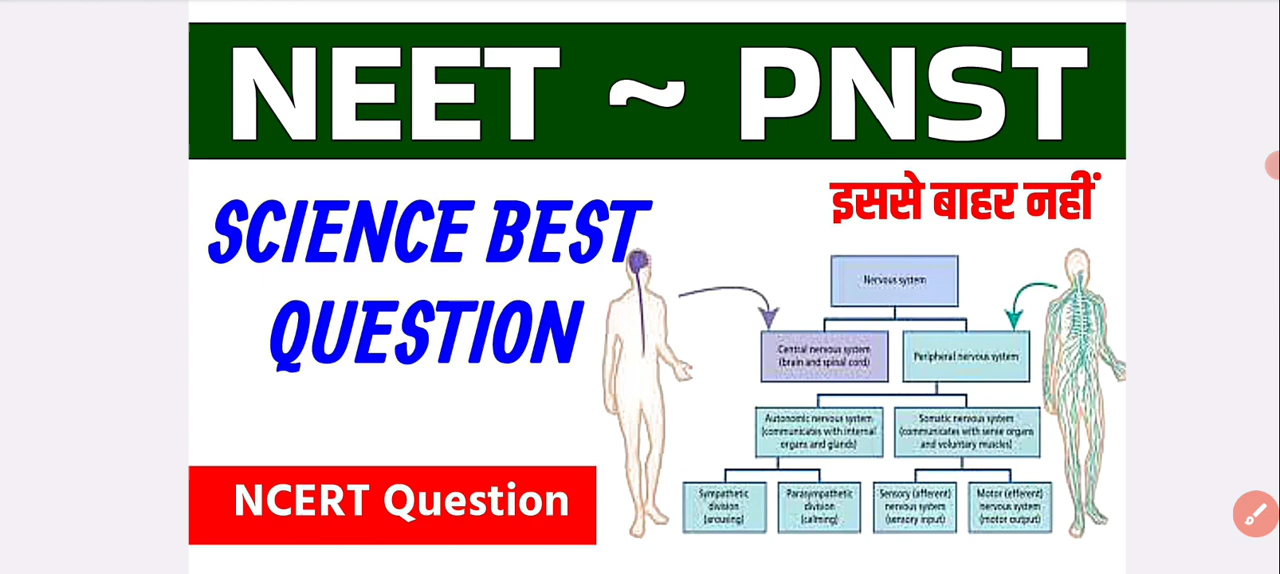 NEET ~ PNST
SCIENCE BEST
QUESTION
इससे बाहर नहीं
NCERT Question
Nervous system
Central nervous system
(brain and spinal cord)
Peripheral nervous system
Autonomic nervous system
(communicates with internal
organs and glands)
Somatic nervous system
(communicates with sense organs
and voluntary muscles)
Sympathetic
division
(arousing)
Parasympathetic
division
(calming)
Sensory (afferent)
nervous system
(sensory input)
Motor (efferent)
nervous system
(motor output)